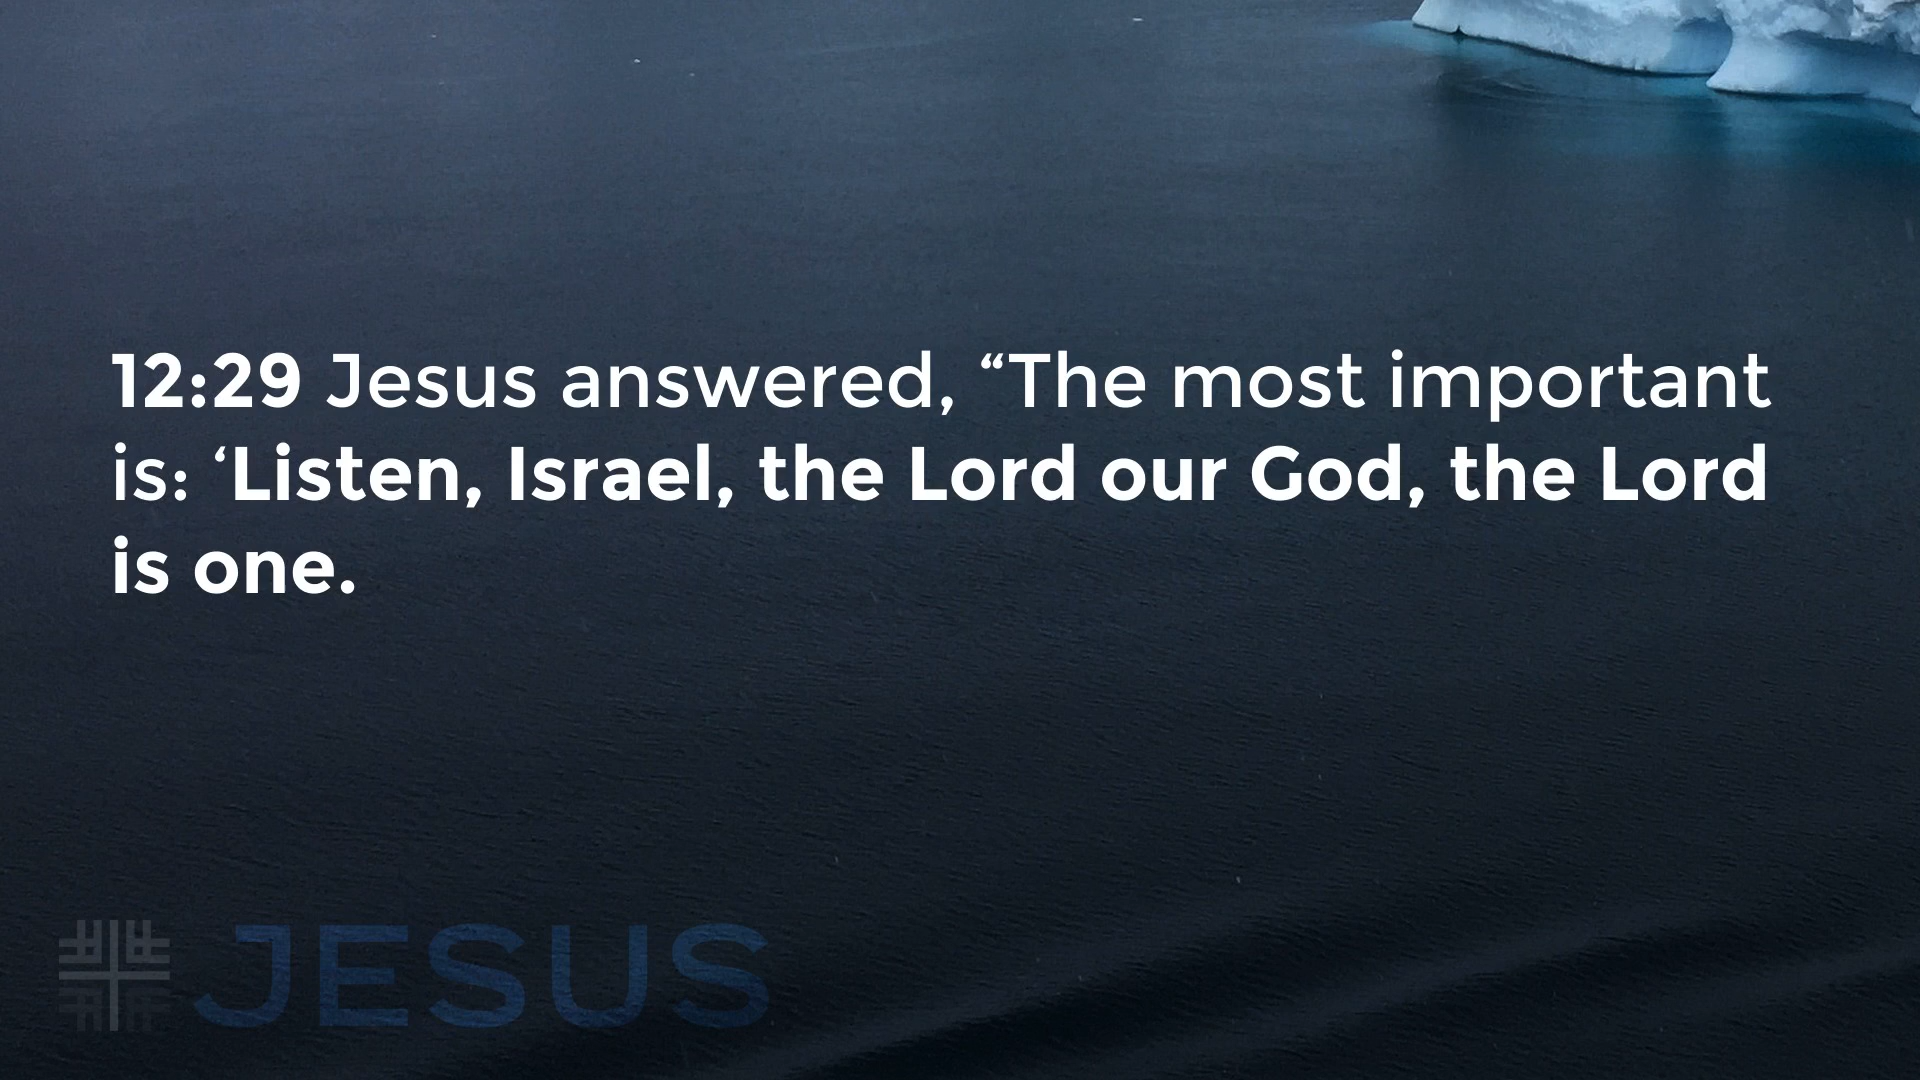 12:29 Jesus answered, “The most important
is: ‘Listen, Israel, the Lord our God, the Lord
is one.
JESUS